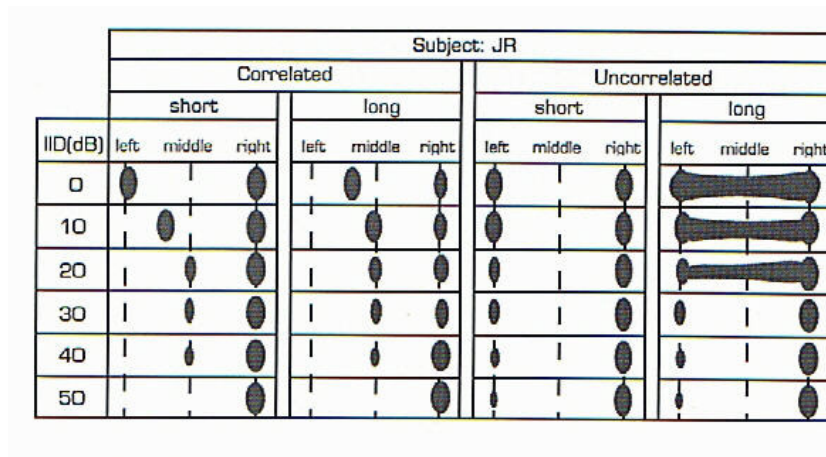 Subject: JR
Correlated Uncorrelated
short long short long
IID(dB) left middle right left middle right left middle right left middle right
0
10
20
30
40
50